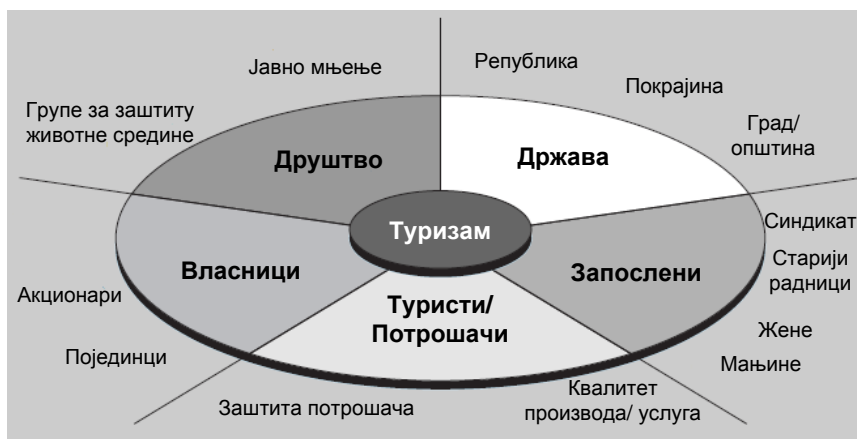 Јавно мњење
Република
Покрајина
Групе за заштиту
животне средине
Град/
општина
Друштво
Држава
Туризам
Синдикат
Власници
Запослени
Старији
радници
Акционари
Туристи/
Потрошачи
Жене
Појединци
Мањине
Заштита потрошача
Квалитет
производа/ услуга